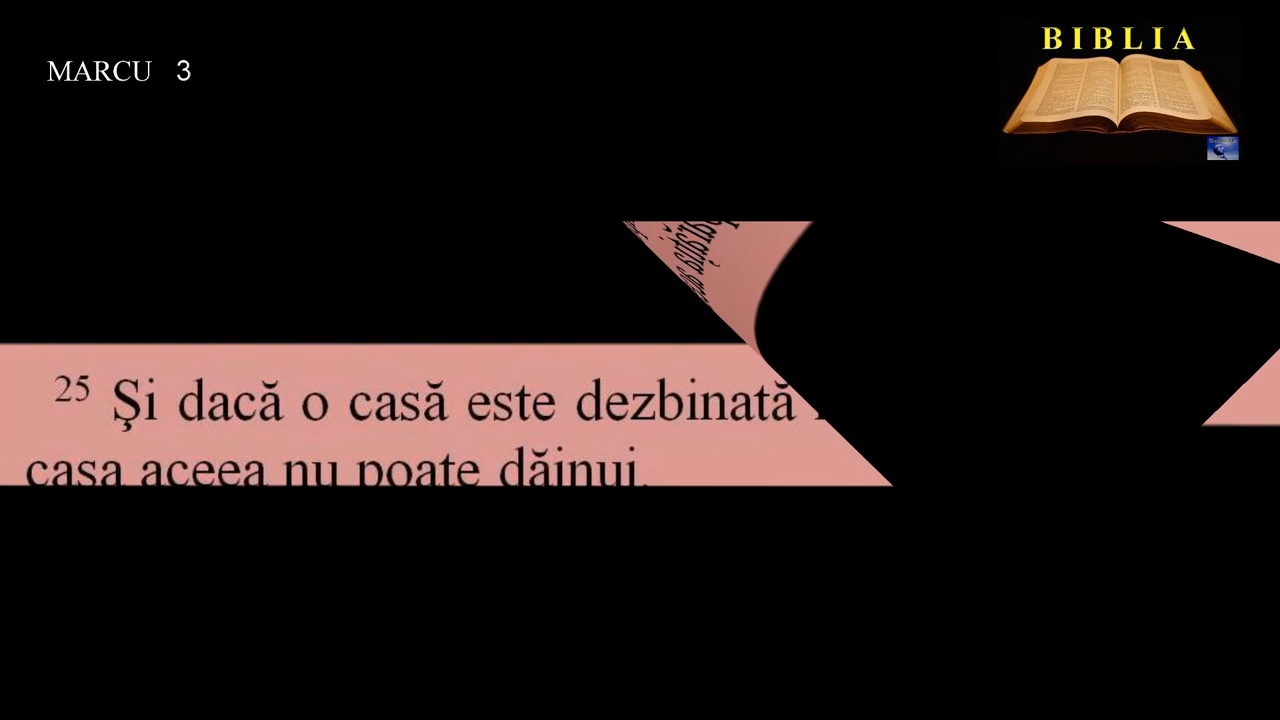 BIBLIA
MARCU 3
25 Şi dacă o casă este dezbinată
casa aceea nu poate dăinui.